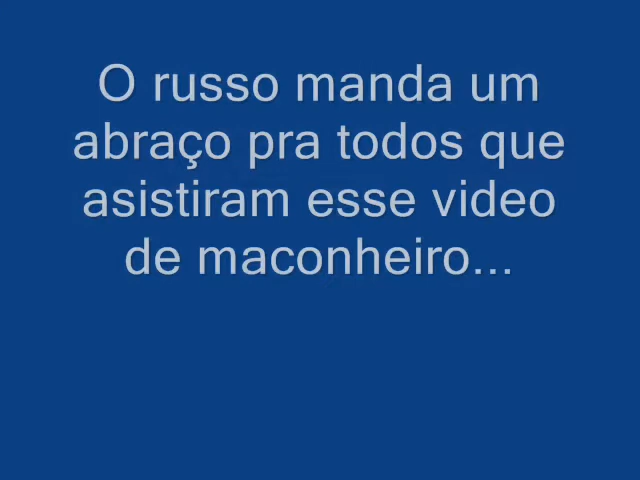 O russo manda um
abraço pra todos que
asistiram esse video
de maconheiro...